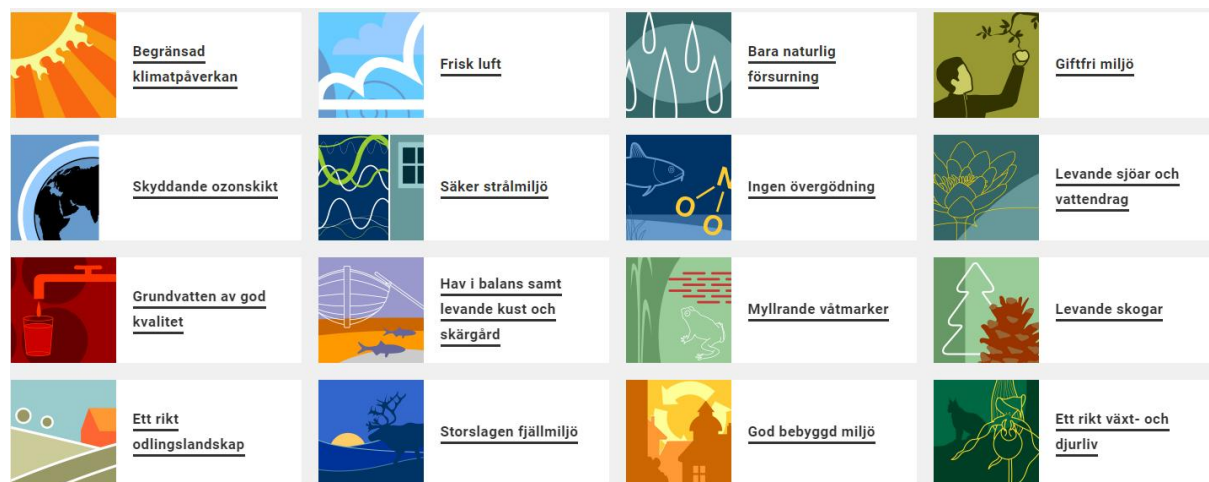 Begränsad
klimatpåverkan
Frisk luft
Bara naturlig
försurning
Giftfri miljö
Skyddande ozonskikt
Säker strålmiljö
N
O
O
Ingen övergödning
Levande sjöar och
vattendrag
Grundvatten av god
kvalitet
Hav i balans samt
levande kust och
skärgård
Myllrande våtmarker
Levande skogar
Ett rikt
odlingslandskap
Storslagen fjällmiljö
God bebyggd miljö
Ett rikt växt- och
djurliv